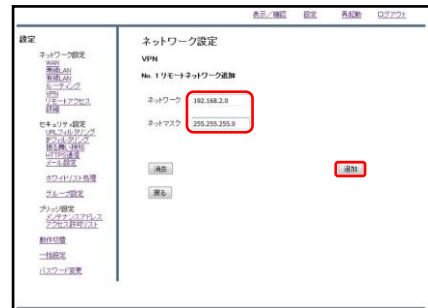 表示/確認 設定 再起動 ログアウト
設定
ネットワーク設定
WAN
無線LAN
有線LAN
ルーティング
VPN
リモートアクセス
詳細
セキュリティ設定
URLフィルタリング
IPフィルタリング
HTTPS通信
メール設定
ホワイトリスト処理
グループ設定
ブリッジ設定
メンテナンスアドレス
アクセス許可リスト
動作切替
一括設定
パスワード変更
ネットワーク設定
VPN
No. 1 リモートネットワーク追加
ネットワーク 192.168.2.0
ネットマスク 255.255.255.0
消去 追加
戻る